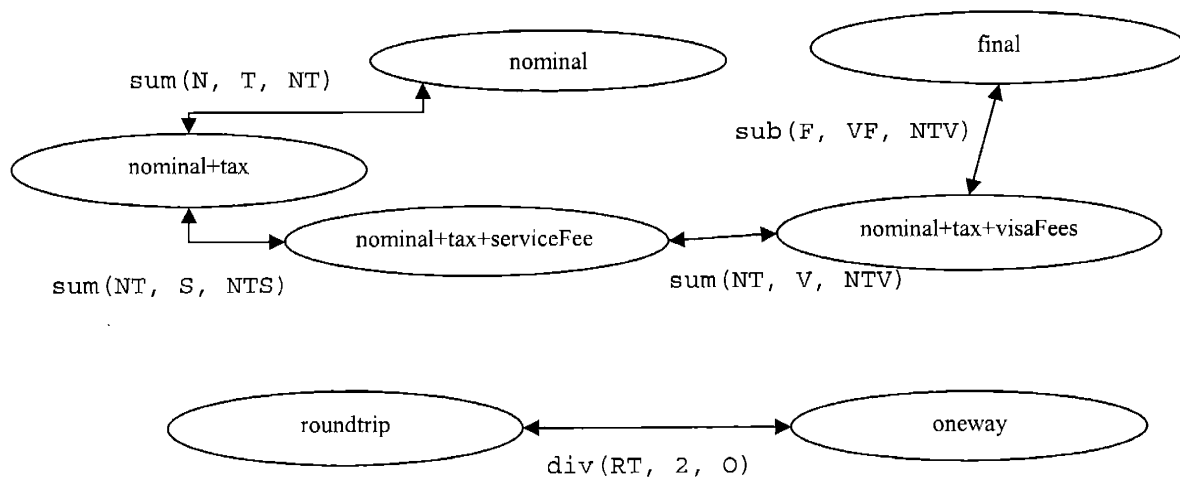 final
nominal
sum(N, T, NT)
sub(F, VF, NTV)
nominal+tax
nominal+tax+serviceFee
nominal+tax+visaFees
sum(NT, S, NTS)
sum(NT, V, NTV)
roundtrip
oneway
div(RT, 2, O)